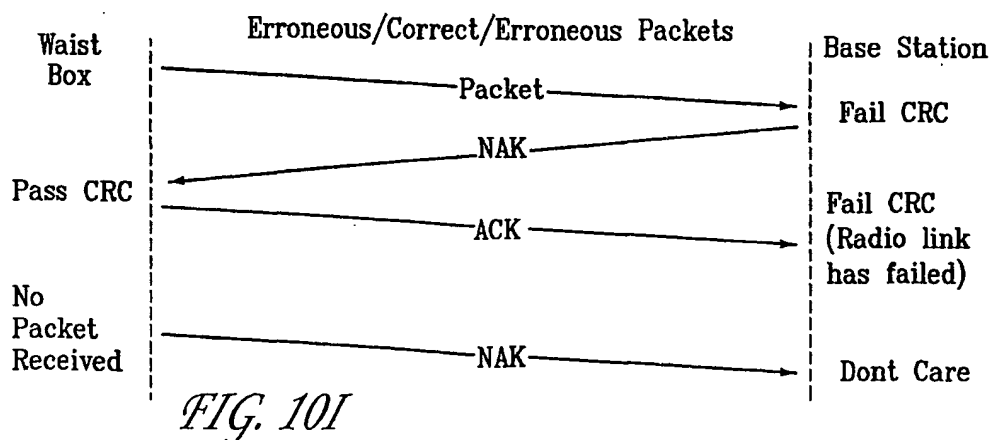 Erroneous/Correct/Erroneous Packets
Waist
Box
Base Station
Packet
Fail CRC
NAK
Pass CRC
ACK
Fail CRC
(Radio link
has failed)
No
Packet
Received
NAK
Dont Care
FIG. 10I